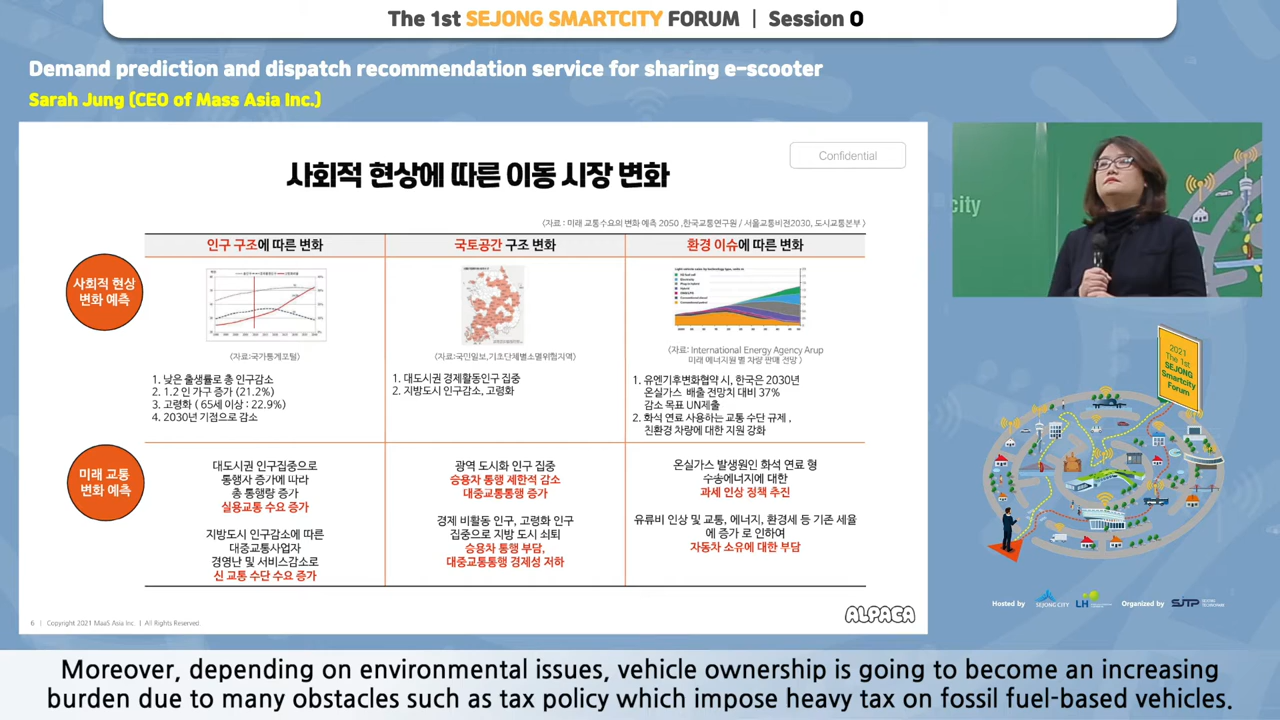 The 1st SEJONG SMARTCITY FORUM | Session 0
Demand prediction and dispatch recommendation service for sharing e-scooter
Sarah Jung (CEO of Mass Asia Inc.)
Confidential
사회적 현상에 따른 이동 시장 변화
(자료 : 미래 교통수요의 변화 예측 2050 ,한국교통연구원 / 서울교통비전2030, 도시교통본부 )
인구 구조에 따른 변화
국토공간 구조 변화
환경 이슈에 따른 변화
사회적 현상
변화 예측
(자료:국가통계포털)
1. 낮은 출생률로 총 인구감소
2. 1.2 인 가구 증가 (21.2%)
3. 고령화 ( 65세 이상 : 22.9%)
4. 2030년 기점으로 감소
(자료:국민일보,기초단체별소멸위험지역)
1. 대도시권 경제활동인구 집중
2. 지방도시 인구감소, 고령화
(자료: International Energy Agency Arup
미래 에너지원 별 차량 판매 전망 )
1. 유엔기후변화협약 시, 한국은 2030년
온실가스 배출 전망치 대비 37%
감소 목표 UN제출
2. 화석 연료 사용하는 교통 수단 규제 ,
친환경 차량에 대한 지원 강화
미래 교통
변화 예측
대도시권 인구집중으로
통행사 증가에 따라
총 통행량 증가
실용교통 수요 증가
지방도시 인구감소에 따른
대중교통사업자
경영난 및 서비스감소로
신 교통 수단 수요 증가
광역 도시화 인구 집중
승용차 통행 세한적 감소
대중교통통행 증가
경제 비활동 인구, 고령화 인구
집중으로 지방 도시 쇠퇴
승용차 통행 부담,
대중교통통행 경제성 저하
온실가스 발생원인 화석 연료 형
수송에너지에 대한
과세 인상 정책 추진
유류비 인상 및 교통, 에너지, 환경세 등 기존 세율
에 증가 로 인하여
자동차 소유에 대한 부담
6 | Copyright 2021 MaaS Asia Inc. | All Rights Reserved.
ALPACA
city
2021
The 1st
SEJONG
Smartcity
Forum
Hosted by
SEJONG CITY
LH
Organized by
SJTP
Moreover, depending on environmental issues, vehicle ownership is going to become an increasing
burden due to many obstacles such as tax policy which impose heavy tax on fossil fuel-based vehicles.